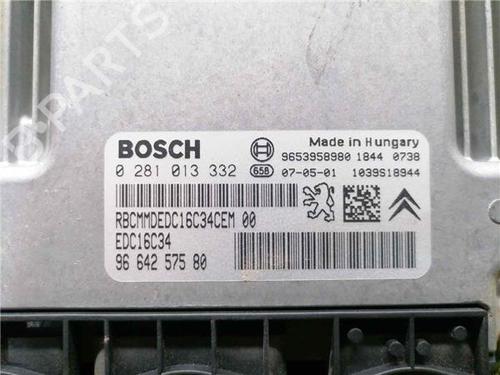 B-PARTS
BOSCH
Made in Hungary
9653958980 1844 0738
0 281 013 332
658 07-05-01 1039S18944
RBCMMDEDC16C34CEM 00
EDC16C34
96 642 575 80